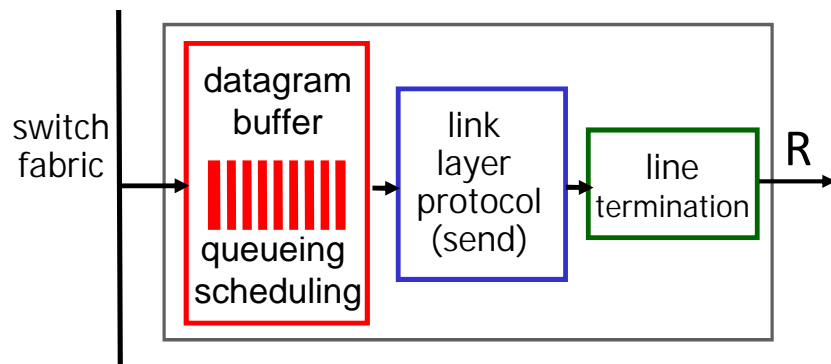 switch
fabric
datagram
buffer
queueing
scheduling
link
layer
protocol
(send)
line
termination
R